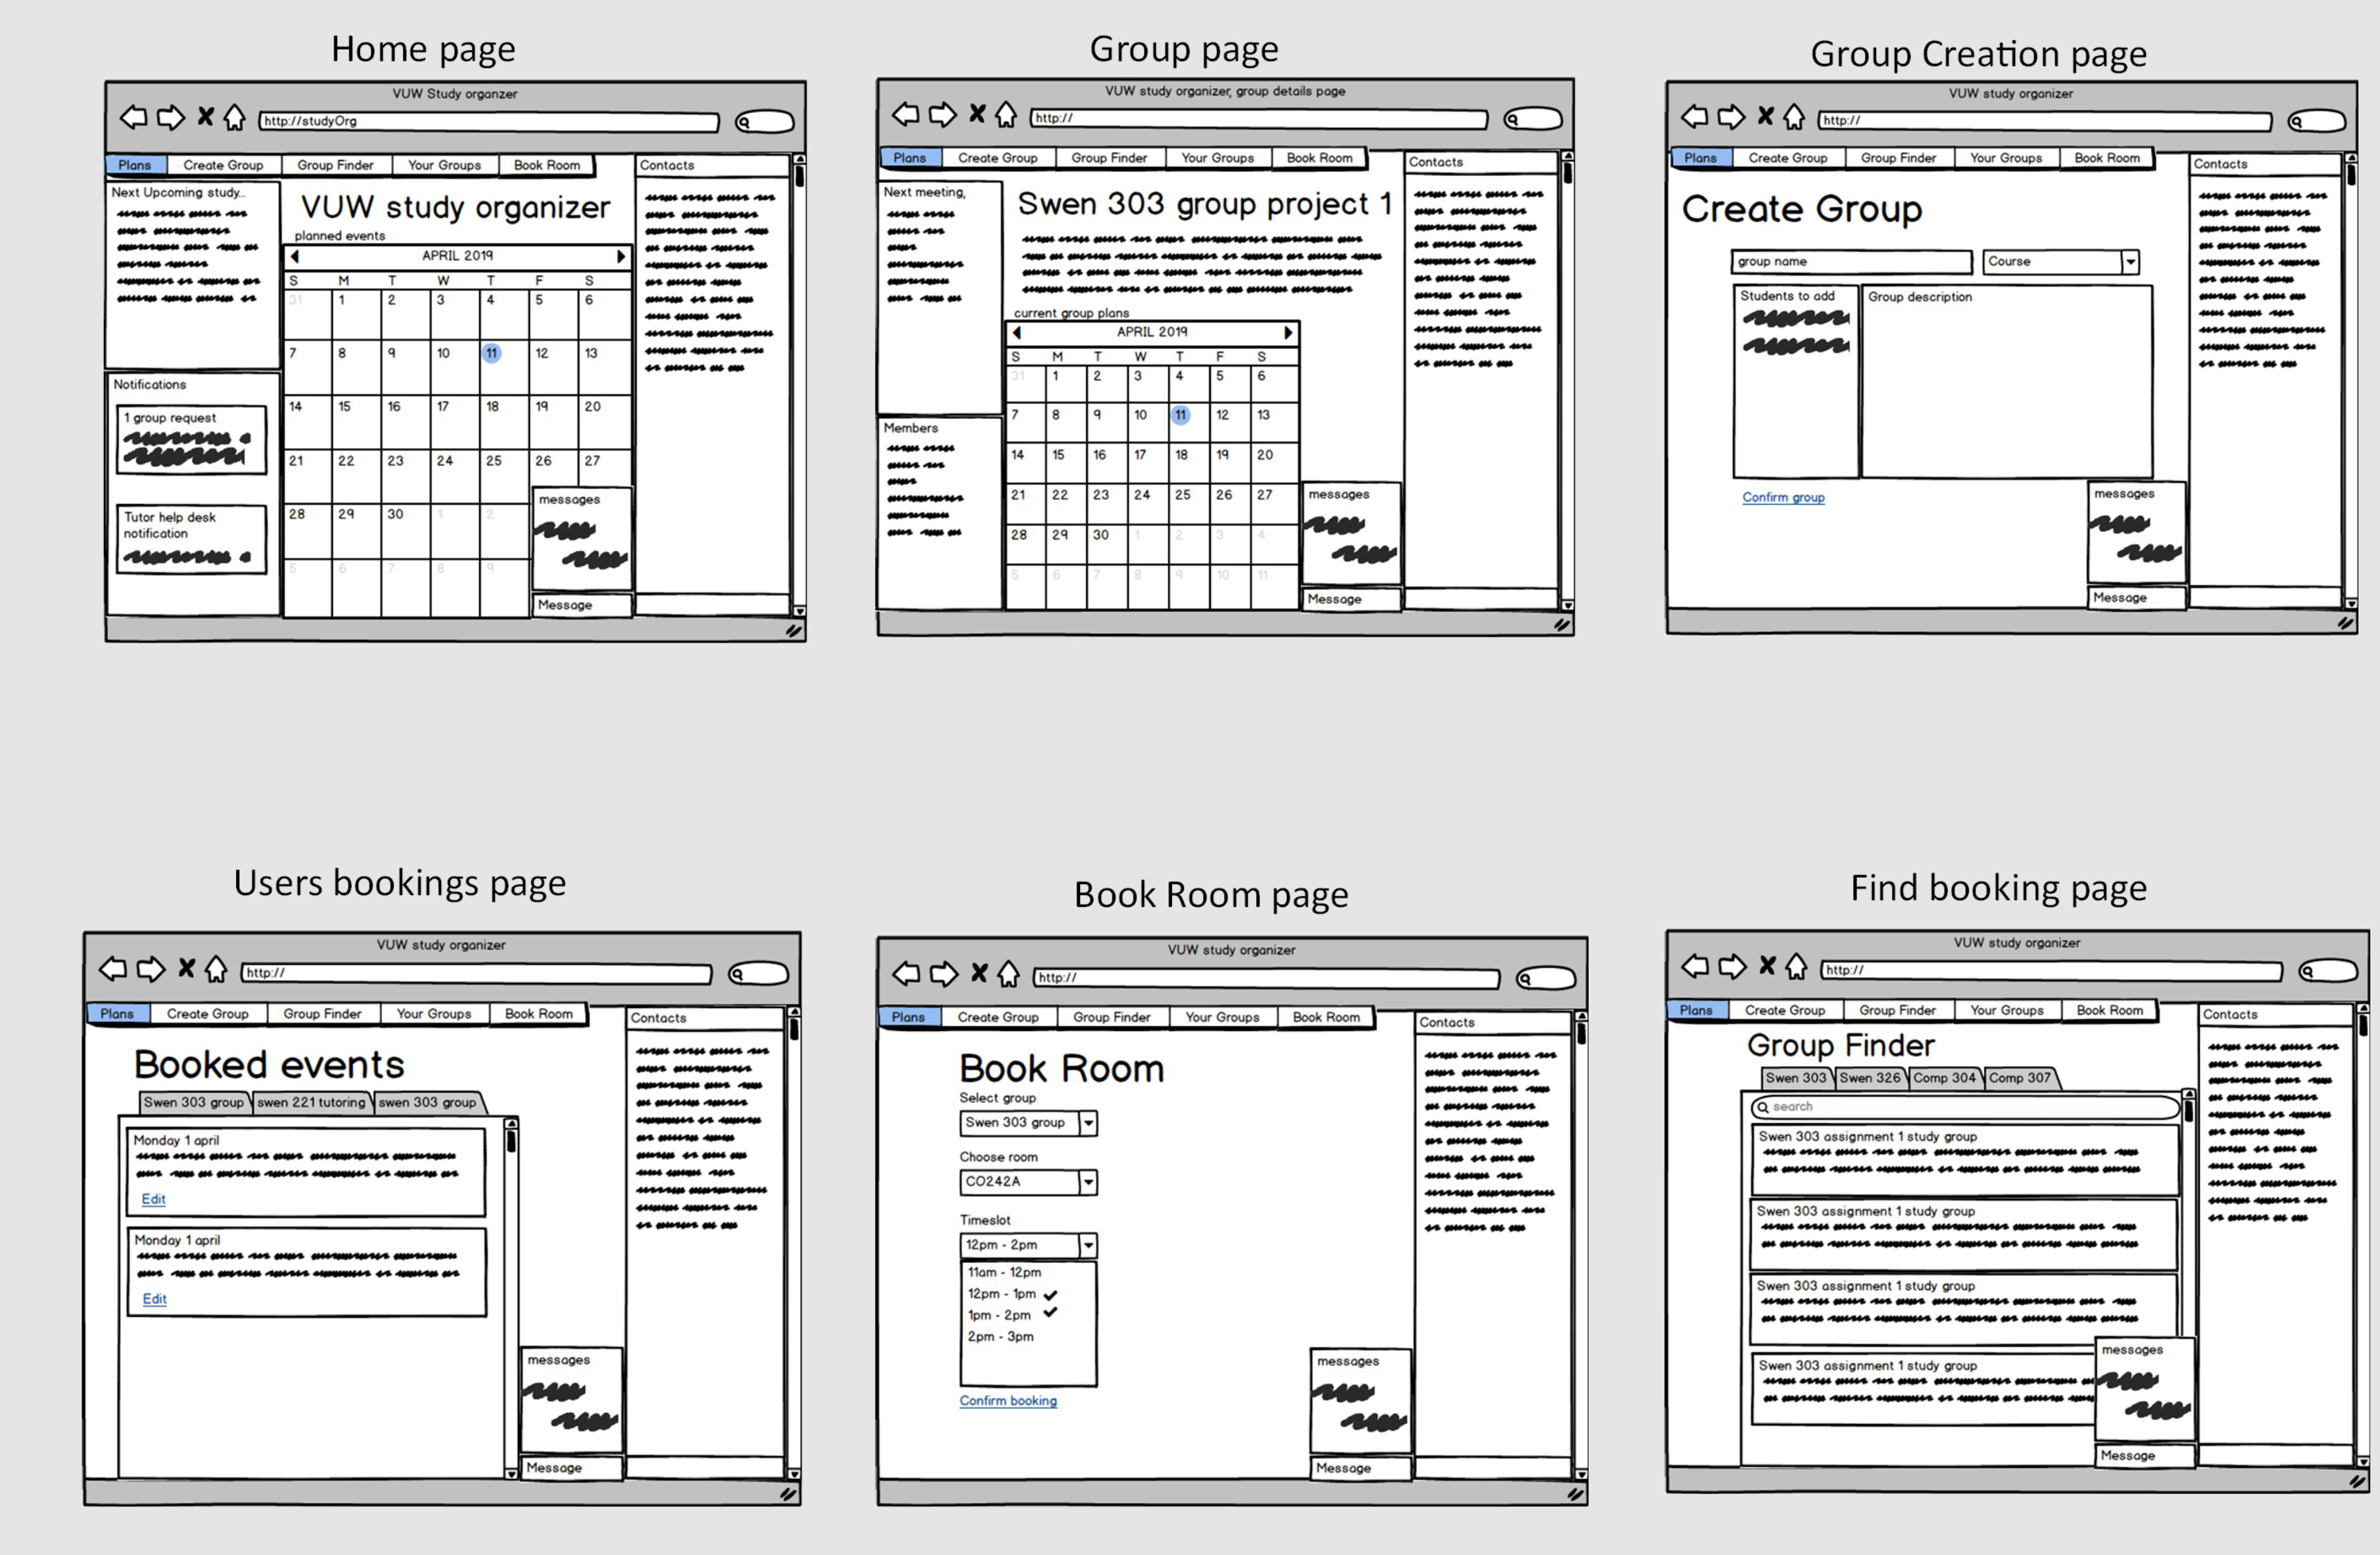 Home page
VUW Study organzer
http://studyOrg
Plans Create Group Group Finder Your Groups Book Room
Contacts
Next Upcoming study...
VUW study organizer
planned events
APRIL 2019
S M T W T F S
31 1 2 3 4 5 6
7 8 9 10 11 12 13
14 15 16 17 18 19 20
21 22 23 24 25 26 27
28 29 30 1 2
5 6 7 8 9
Notifications
1 group request
Tutor help desk
notification
messages
Message
Group page
VUW study organizer, group details page
http://
Plans Create Group Group Finder Your Groups Book Room
Contacts
Next meeting,
Swen 303 group project 1
current group plans
APRIL 2019
S M T W T F S
31 1 2 3 4 5 6
7 8 9 10 11 12 13
14 15 16 17 18 19 20
21 22 23 24 25 26 27
28 29 30 1 2 3 4
5 6 7 8 9 10 11
Members
messages
Message
Group Creation page
VUW study organizer
http://
Plans Create Group Group Finder Your Groups Book Room
Contacts
Create Group
group name
Course
Students to add
Group description
Confirm group
messages
Message
Users bookings page
VUW study organizer
http://
Plans Create Group Group Finder Your Groups Book Room
Contacts
Booked events
Swen 303 group swen 221 tutoring swen 303 group
Monday 1 april
Edit
Monday 1 april
Edit
messages
Message
Book Room page
VUW study organizer
http://
Plans Create Group Group Finder Your Groups Book Room
Contacts
Book Room
Select group
Swen 303 group
Choose room
CO242A
Timeslot
12pm - 2pm
11am - 12pm
12pm - 1pm
1pm - 2pm
2pm - 3pm
Confirm booking
messages
Message
Find booking page
VUW study organizer
http://
Plans Create Group Group Finder Your Groups Book Room
Contacts
Group Finder
Swen 303 Swen 326 Comp 304 Comp 307
search
Swen 303 assignment 1 study group
Swen 303 assignment 1 study group
Swen 303 assignment 1 study group
Swen 303 assignment 1 study group
messages
Message